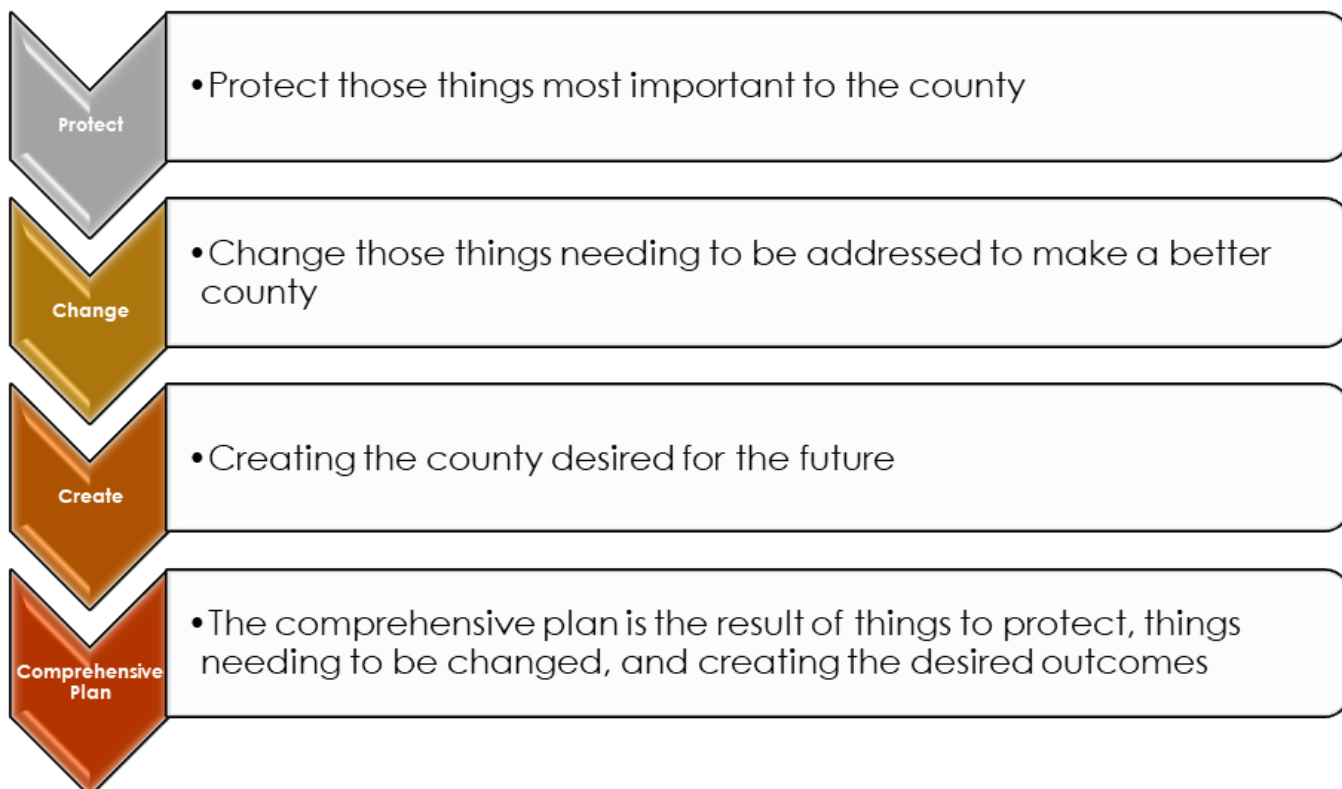 Protect
•Protect those things most important to the county
Change
•Change those things needing to be addressed to make a better
county
Create
•Creating the county desired for the future
Comprehensive
Plan
•The comprehensive plan is the result of things to protect, things
needing to be changed, and creating the desired outcomes